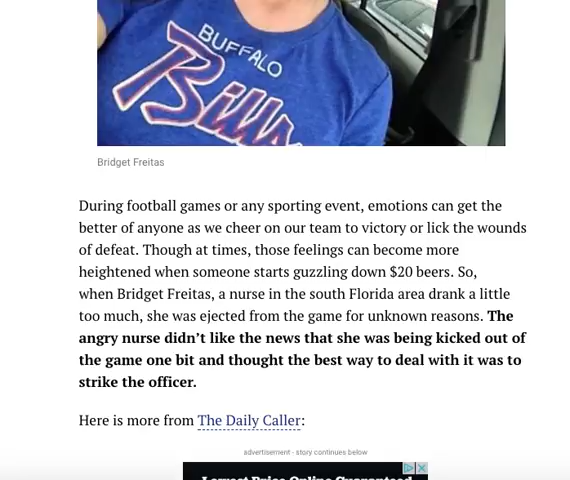 BUFFALO
Bills
Bridget Freitas
During football games or any sporting event, emotions can get the
better of anyone as we cheer on our team to victory or lick the wounds
of defeat. Though at times, those feelings can become more
heightened when someone starts guzzling down $20 beers. So,
when Bridget Freitas, a nurse in the south Florida area drank a little
too much, she was ejected from the game for unknown reasons. The
angry nurse didn’t like the news that she was being kicked out of
the game one bit and thought the best way to deal with it was to
strike the officer.
Here is more from The Daily Caller:
advertisement - story continues below
Largest Price Online Guaranteed